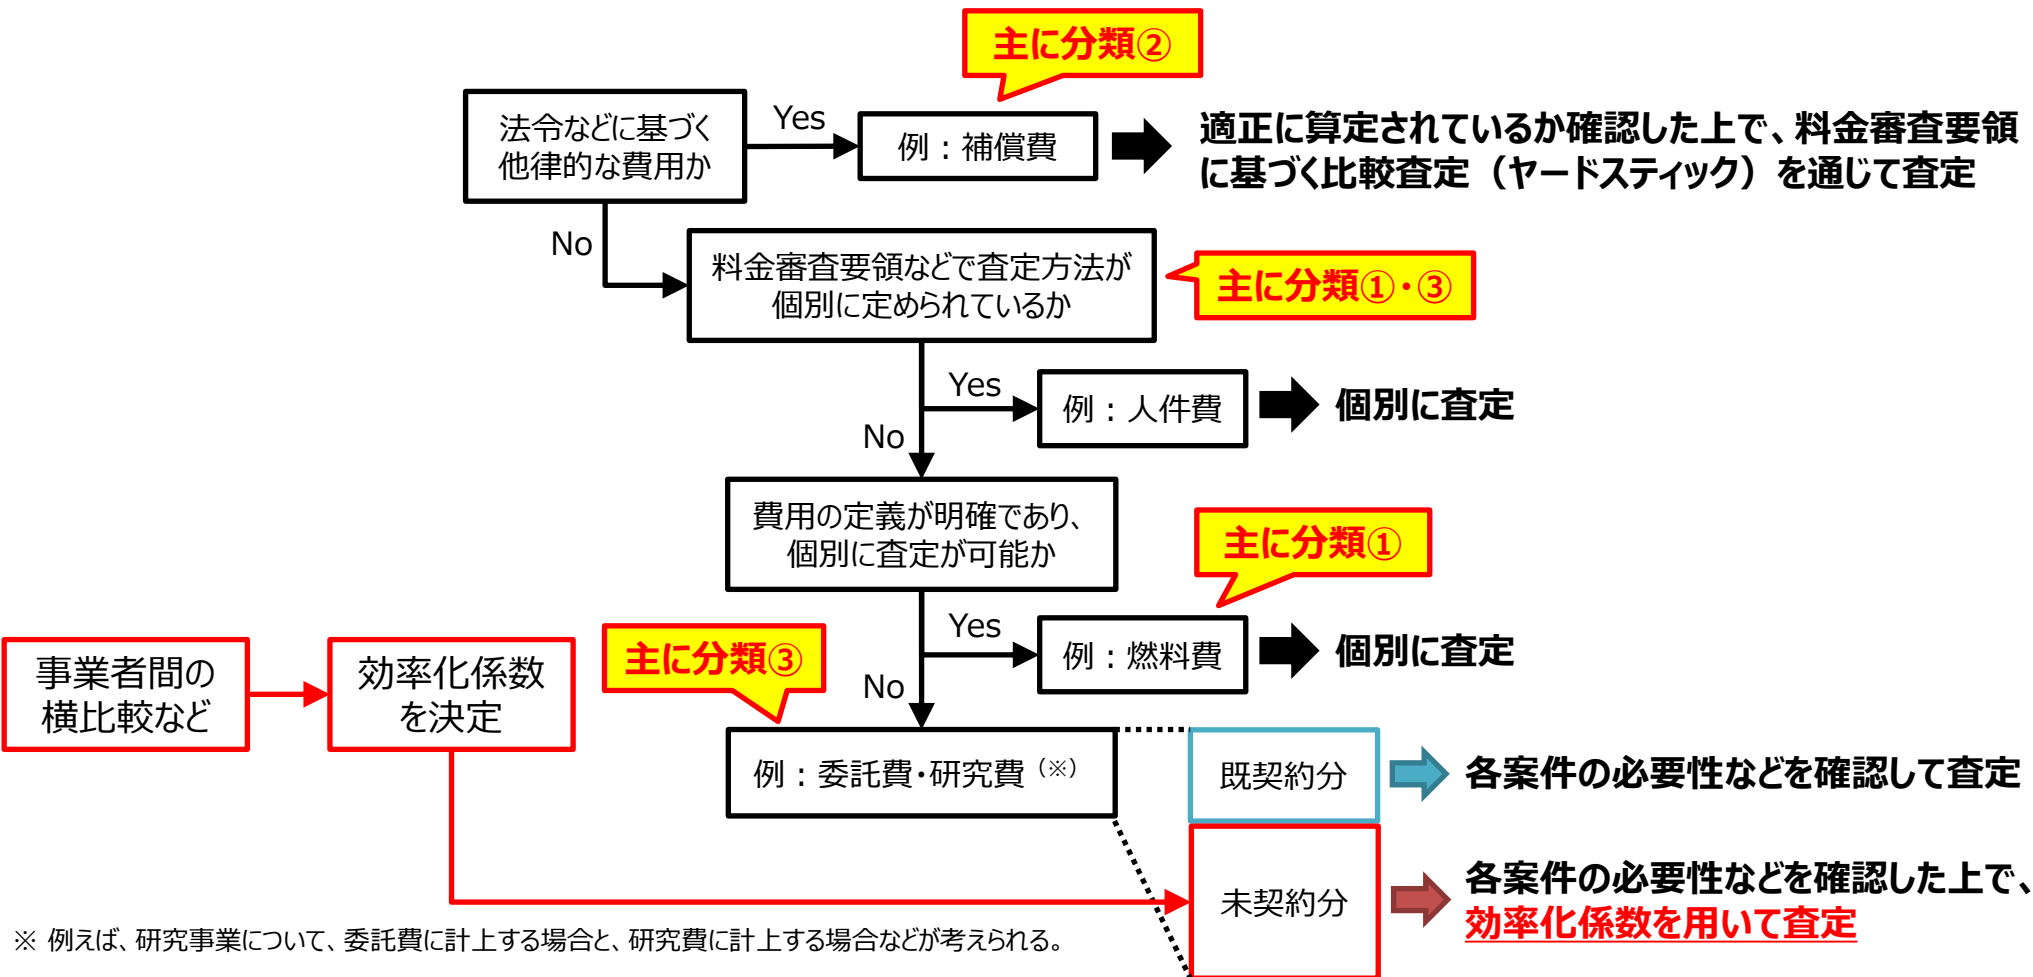 主に分類②
法令などに基づく
他律的な費用か
Yes
例：補償費
適正に算定されているか確認した上で、料金審査要領
に基づく比較査定（ヤードスティック）を通じて査定
No
料金審査要領などで査定方法が
個別に定められているか
主に分類①・③
Yes
例：人件費
個別に査定
No
費用の定義が明確であり、
個別に査定が可能か
主に分類①
Yes
例：燃料費
個別に査定
No
主に分類③
事業者間の
横比較など
効率化係数
を決定
例：委託費・研究費（※）
既契約分
各案件の必要性などを確認して査定
未契約分
各案件の必要性などを確認した上で、
効率化係数を用いて査定
※ 例えば、研究事業について、委託費に計上する場合と、研究費に計上する場合などが考えられる。